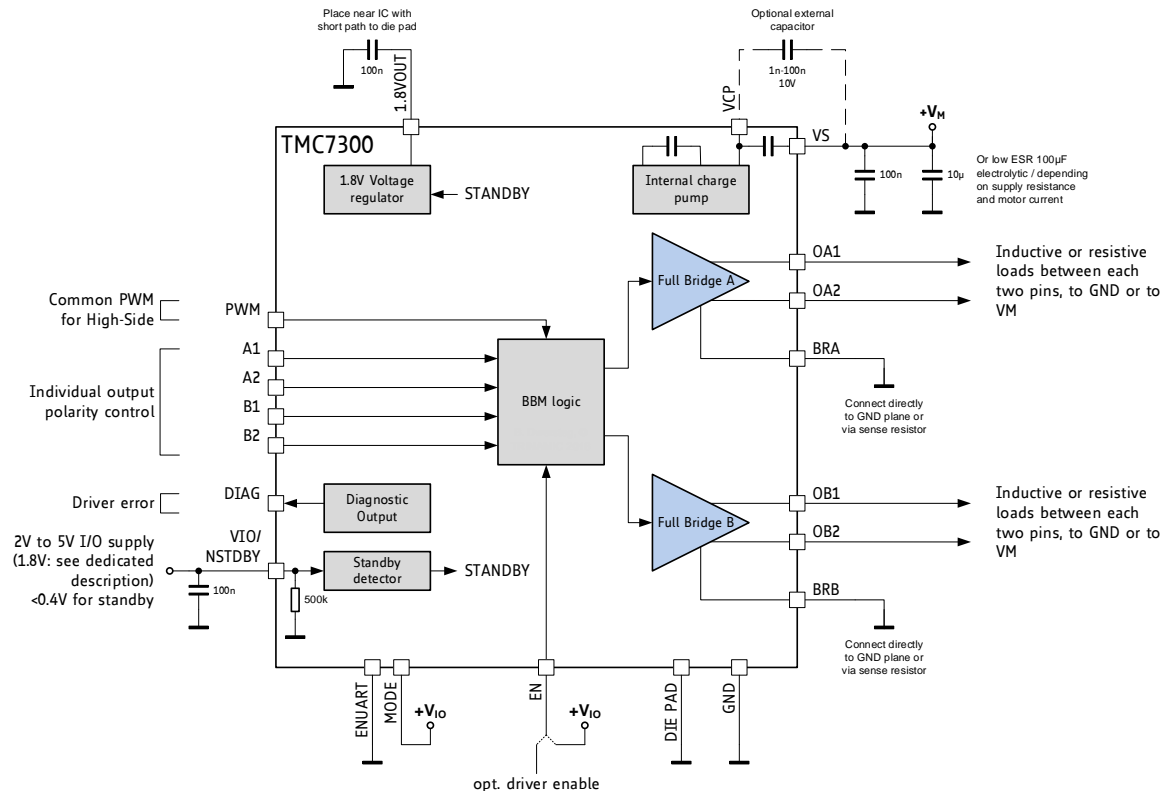 Place near IC with
short path to die pad
100n
1.8VOUT
Optional external
capacitor
1n-100n
10V
VCP
+VM
VS
100n
10µ
Or low ESR 100µF
electrolytic / depending
on supply resistance
and motor current
TMC7300
1.8V Voltage
regulator
STANDBY
Internal charge
pump
Full Bridge A
OA1
OA2
BRA
Inductive or resistive
loads between each
two pins, to GND or to
VM
Connect directly
to GND plane or
via sense resistor
Common PWM
for High-Side
PWM
A1
A2
B1
B2
Individual output
polarity control
BBM logic
Driver error
DIAG
Diagnostic
Output
2V to 5V I/O supply
(1.8V: see dedicated
description)
<0.4V for standby
100n
VIO/
NSTDBY
500k
Standby
detector
STANDBY
Full Bridge B
OB1
OB2
BRB
Inductive or resistive
loads between each
two pins, to GND or to
VM
Connect directly
to GND plane or
via sense resistor
ENUART
MODE
+VIO
EN
+VIO
opt. driver enable
DIE PAD
GND